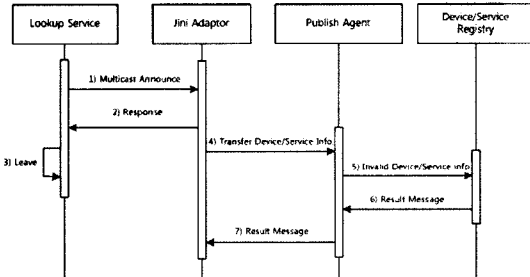 Lookup Service
Jini Adaptor
Publish Agent
Device/Service
Registry
1) Multicast Announce
2) Response
3) Leave
4) Transfer Device/Service Info
5) Invalid Device/Service info
6) Result Message
7) Result Message